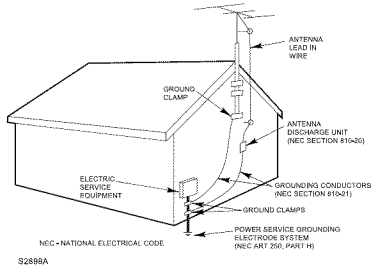 ANTENNA
LEAD IN
WIRE
GROUND
CLAMP
ANTENNA
DISCHARGE UNIT
(NEC SECTION 810-20)
ELECTRIC
SERVICE
EQUIPMENT
GROUNDING CONDUCTORS
(NEC SECTION 810-21)
GROUND CLAMPS
POWER SERVICE GROUNDING
ELECTRODE SYSTEM
(NEC ART 250, PART H)
NEC - NATIONAL ELECTRICAL CODE
S2898A